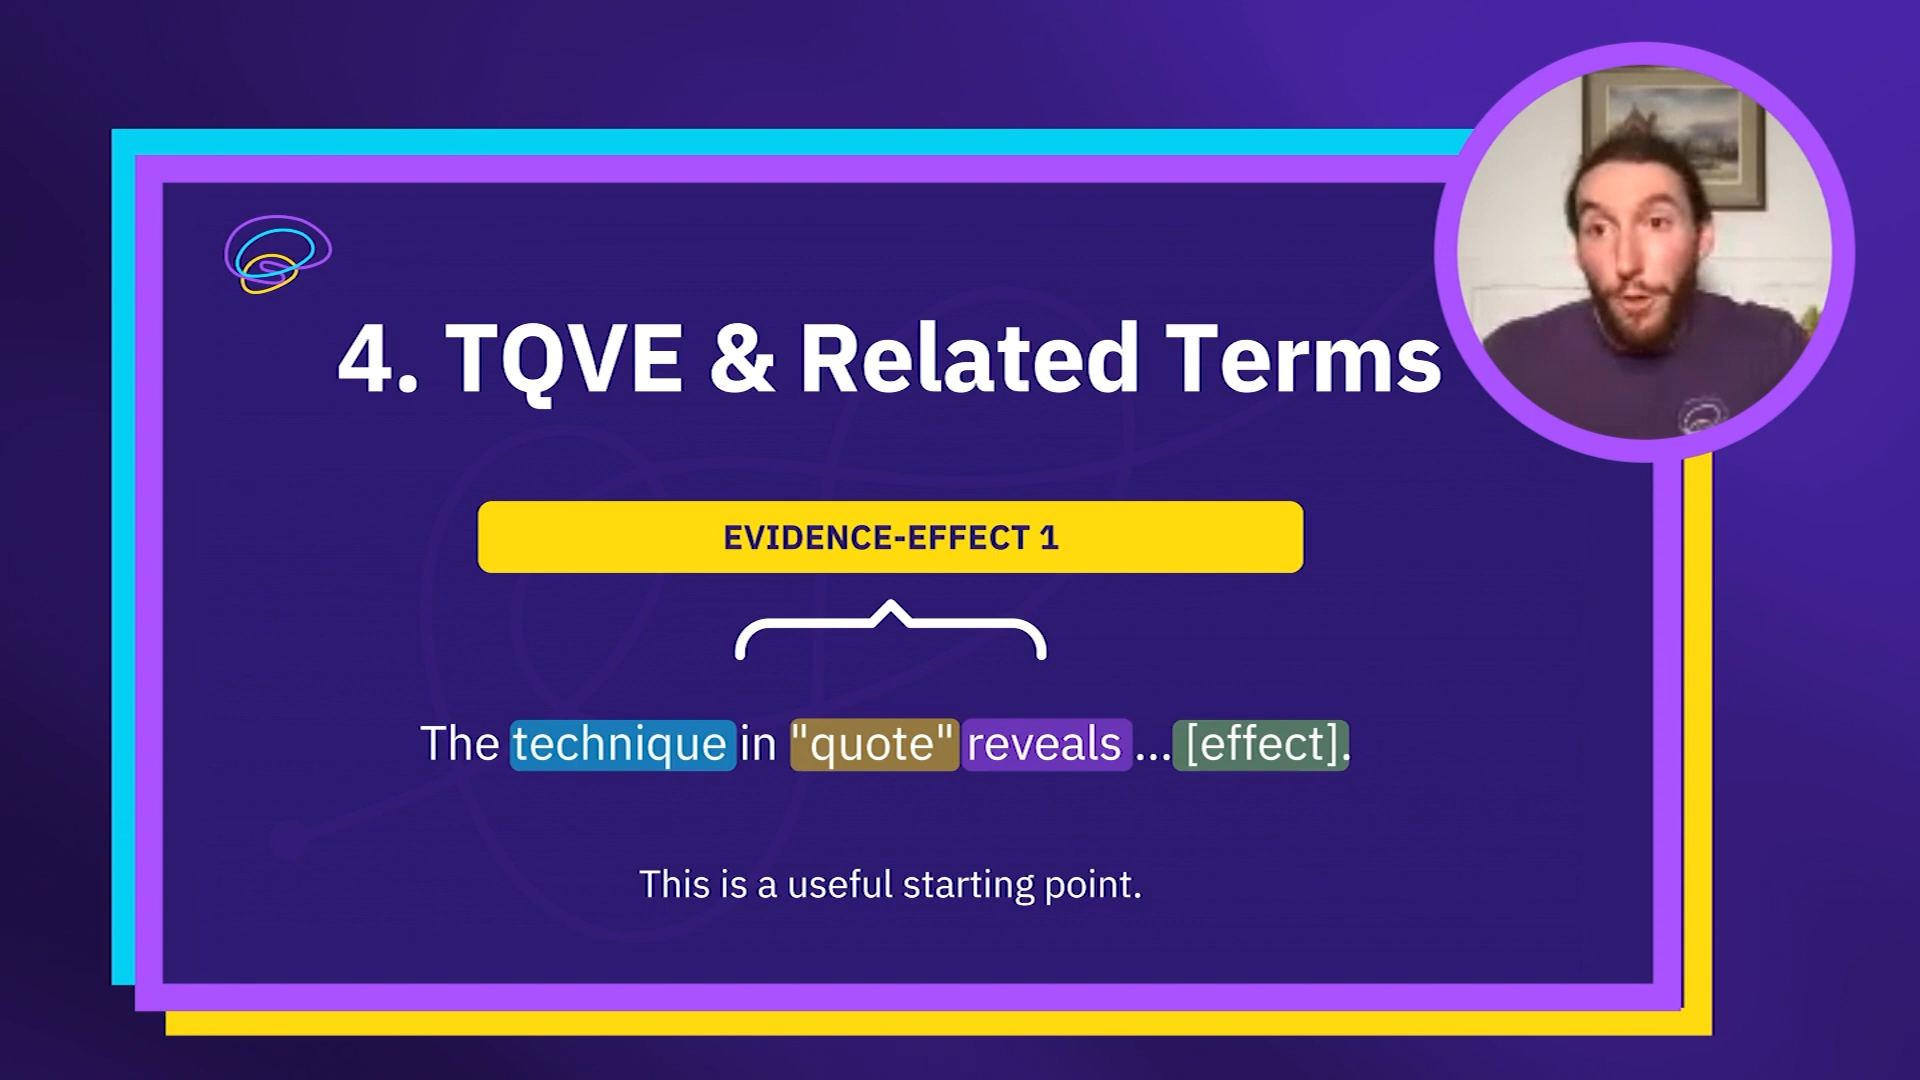 4. TQVE & Related Terms
EVIDENCE-EFFECT 1
The technique in "quote" reveals ... [effect].
This is a useful starting point.